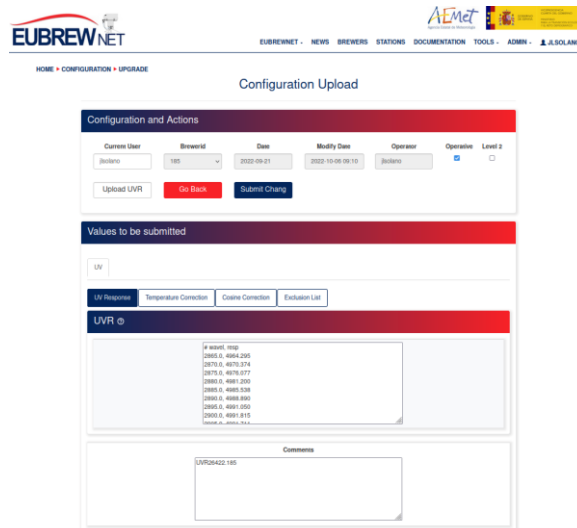 AEMet
Agencia Estatal de Meteorología
EUBREWNET
EUBREWNET NEWS BREWERS STATIONS DOCUMENTATION TOOLS ADMIN JLSOLANO
HOME CONFIGURATION UPGRADE
Configuration Upload
Configuration and Actions
Current User Brewerid Date Modify Date Operator Operative Level 2
jlsolano 185 2022-09-21 2022-10-06 09:10 jlsolano
Upload UVR Go Back Submit Chang
Values to be submitted
UV
UV Response Temperature Correction Cosine Correction Exclusion List
UVR
# wavel, resp
2865.0, 4964.295
2870.0, 4970.374
2875.0, 4976.077
2880.0, 4981.200
2885.0, 4985.538
2890.0, 4988.890
2895.0, 4991.050
2900.0, 4991.815
Comments
UVR26422.185